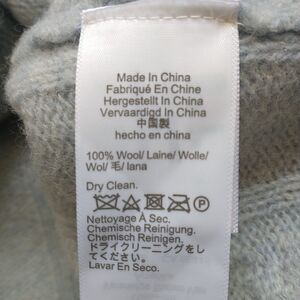 Made In China
Fabriqué En Chine
Hergestellt In China
Vervaardigd In China
中国製
hecho en china
100% Wool/ Laine/ Wolle/
Wol/ 毛/ lana
Dry Clean.
P
Nettoyage À Sec.
Chemische Reinigung.
Chemisch Reinigen.
ドライクリーニングをし
てください。
Lavar En Seco.